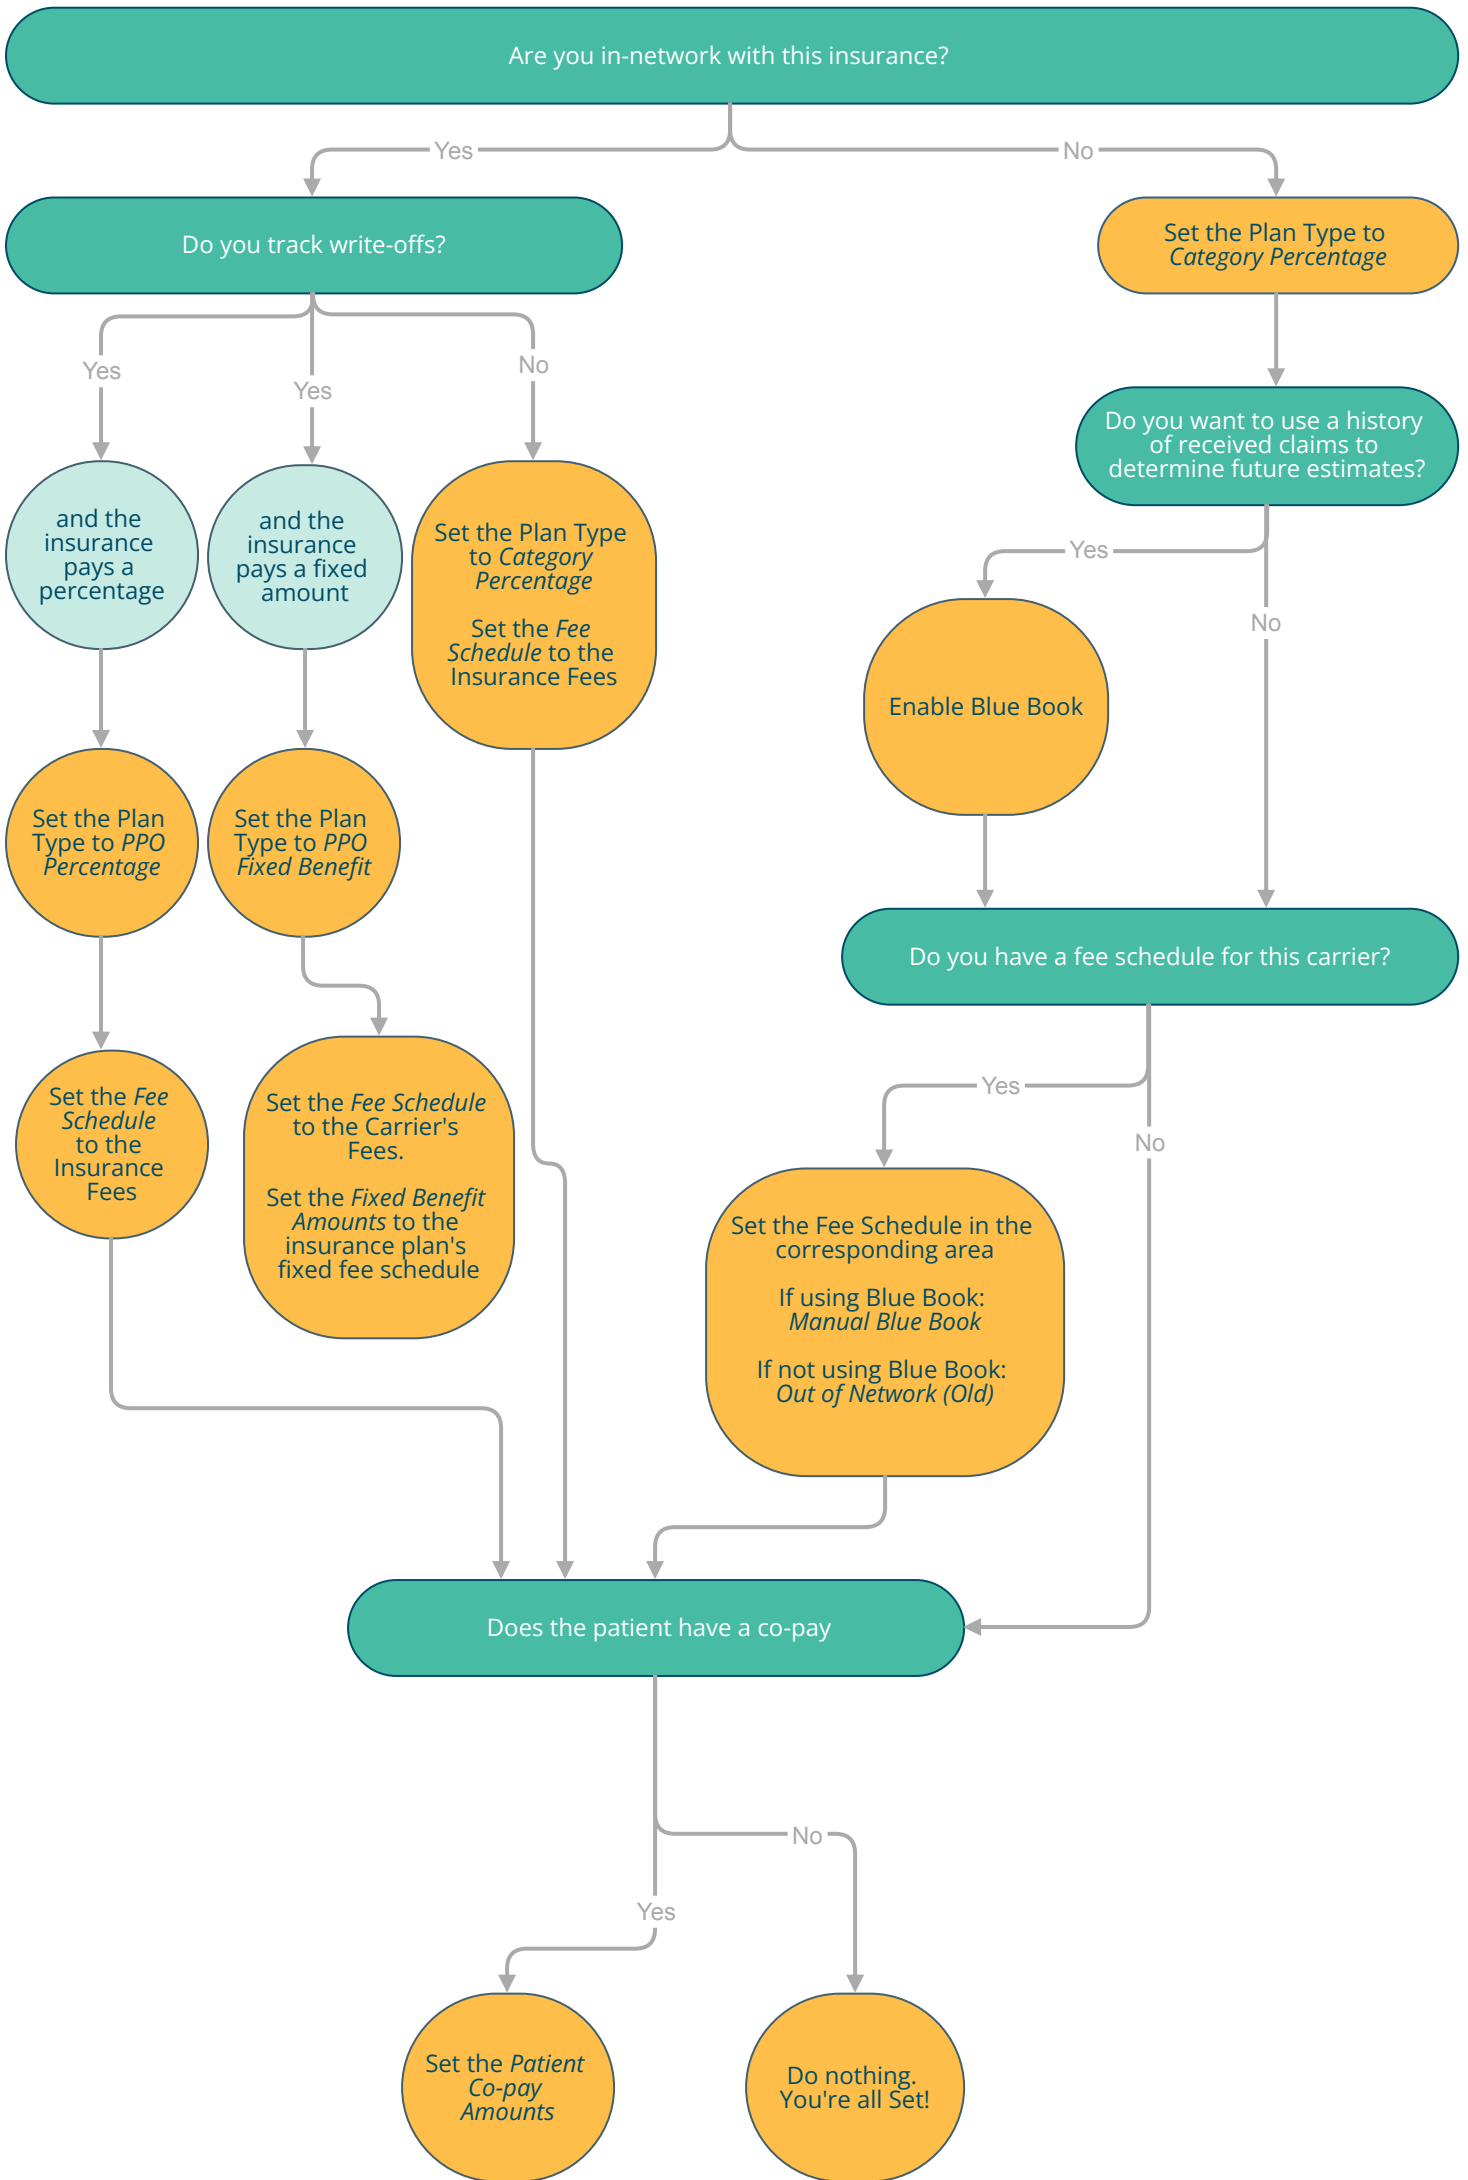 Are you in-network with this insurance?
Yes
No
Do you track write-offs?
Set the Plan Type to
Category Percentage
Yes
Yes
No
Do you want to use a history
of received claims to
determine future estimates?
and the
insurance
pays a
percentage
and the
insurance
pays a fixed
amount
Set the Plan Type
to Category
Percentage
Set the Fee
Schedule to the
Insurance Fees
Yes
No
Enable Blue Book
Set the Plan
Type to PPO
Percentage
Set the Plan
Type to PPO
Fixed Benefit
Do you have a fee schedule for this carrier?
Set the Fee
Schedule
to the
Insurance
Fees
Set the Fee Schedule
to the Carrier's
Fees.
Set the Fixed Benefit
Amounts to the
insurance plan's
fixed fee schedule
Yes
No
Set the Fee Schedule in the
corresponding area
If using Blue Book:
Manual Blue Book
If not using Blue Book:
Out of Network (Old)
Does the patient have a co-pay
No
Yes
Set the Patient
Co-pay
Amounts
Do nothing.
You're all Set!